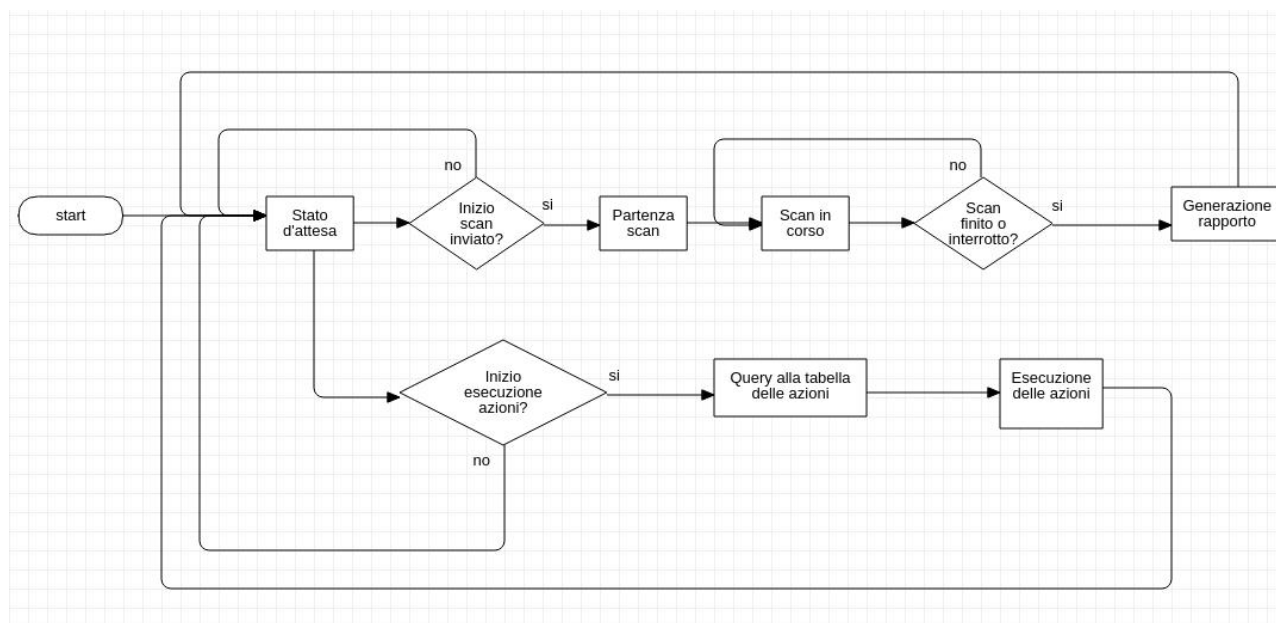 start
Stato
d'attesa
no
Inizio
scan
inviato?
si
Partenza
scan
Scan in
corso
no
Scan
finito o
interrotto?
si
Generazione
rapporto
Inizio
esecuzione
azioni?
si
no
Query alla tabella
delle azioni
Esecuzione
delle azioni